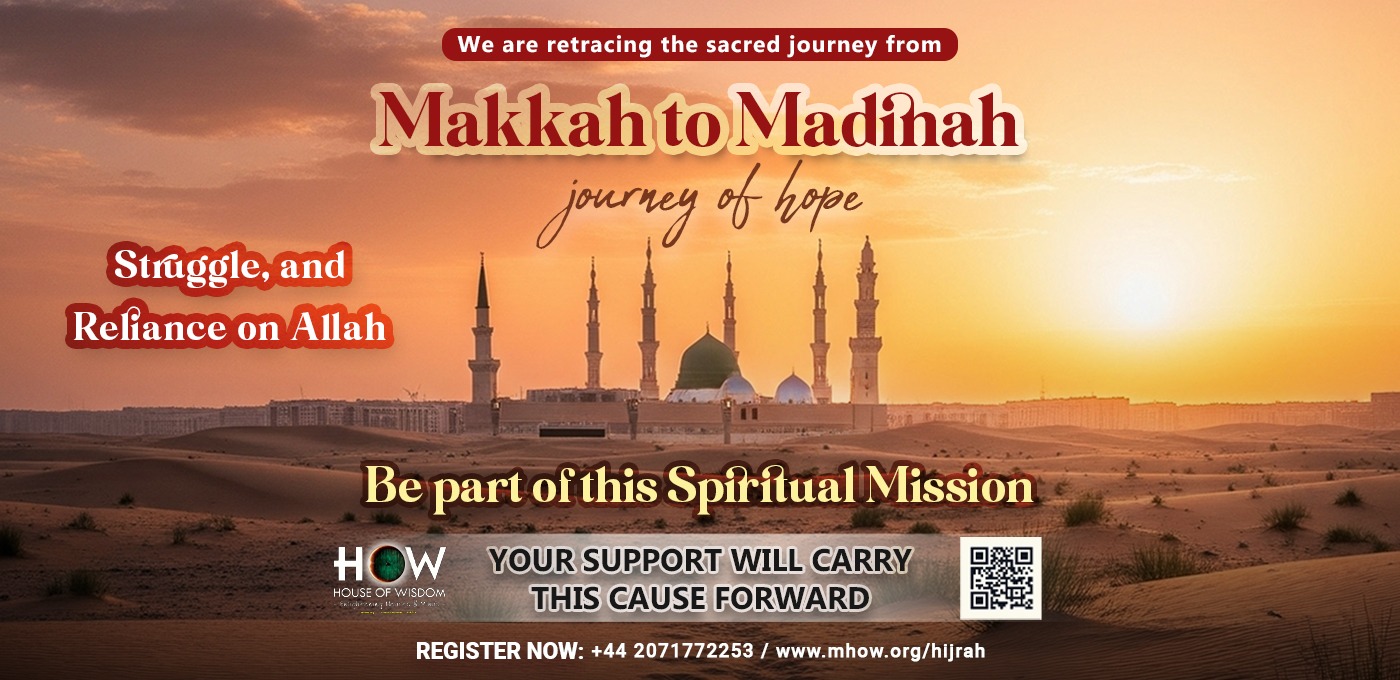 We are retracing the sacred journey from
Makkah to Madinah
journey of hope
Struggle, and
Reliance on Allah
Be part of this Spiritual Mission
HOW
HOUSE OF WISDOM
YOUR SUPPORT WILL CARRY
THIS CAUSE FORWARD
REGISTER NOW: +44 2071772253 / www.mhow.org/hijrah